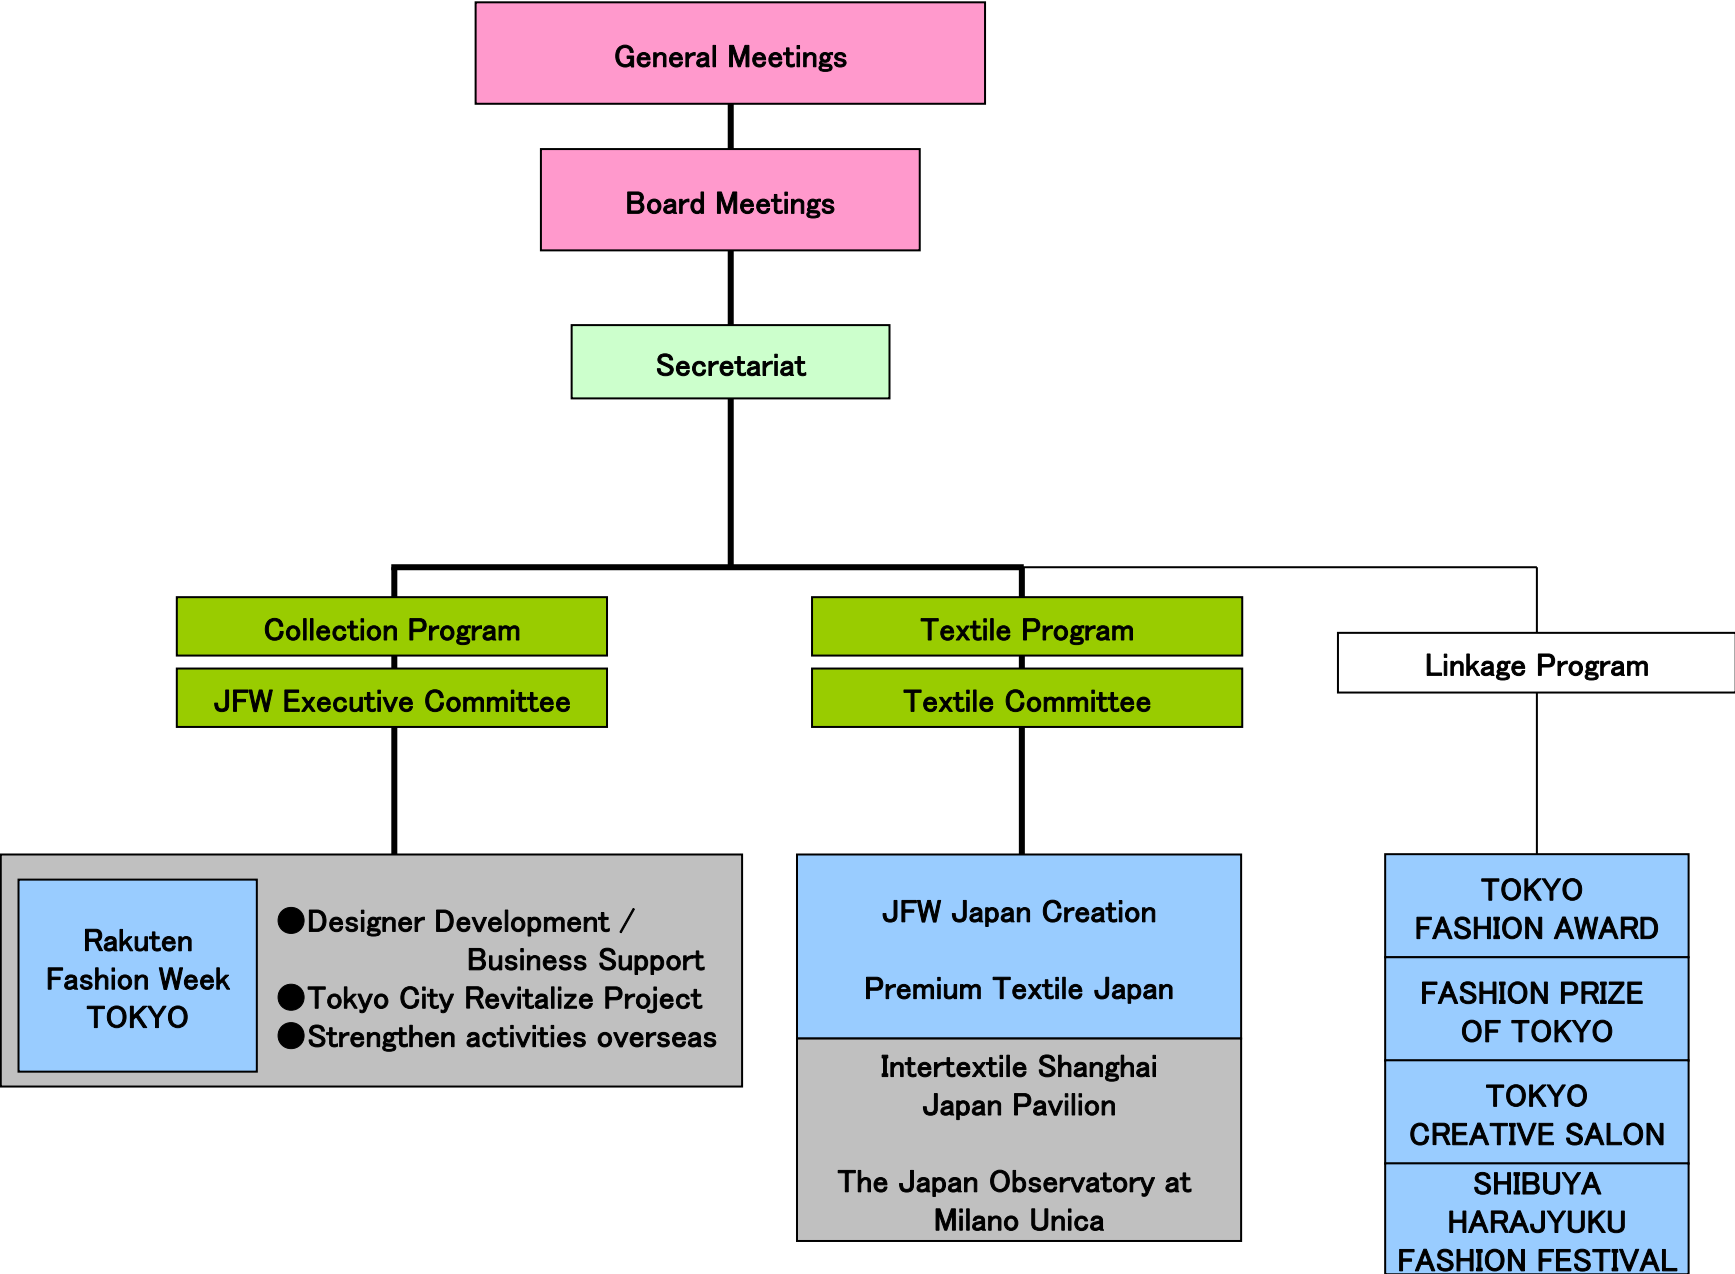 General Meetings
Board Meetings
Secretariat
Collection Program
JFW Executive Committee
Textile Program
Textile Committee
Linkage Program
Rakuten
Fashion Week
TOKYO
●Designer Development /
Business Support
●Tokyo City Revitalize Project
●Strengthen activities overseas
JFW Japan Creation
Premium Textile Japan
Intertextile Shanghai
Japan Pavilion
The Japan Observatory at
Milano Unica
TOKYO
FASHION AWARD
FASHION PRIZE
OF TOKYO
TOKYO
CREATIVE SALON
SHIBUYA
HARAJYUKU
FASHION FESTIVAL